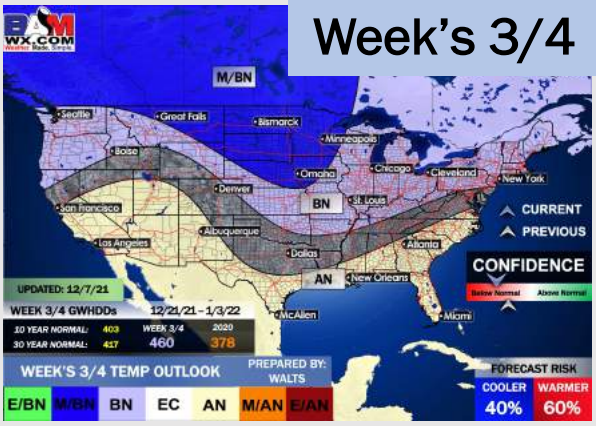 Week's 3/4
BAM
WX.COM
Weather Made, Simple.
M/BN
Seattle
Great Falls
Bismarck
Minneapolis
Boise
Chicago
Cleveland
Omaha
New York
Denver
BN
St. Louis
San Francisco
CURRENT
Albuquerque
PREVIOUS
Los Angeles
Atlanta
Dallas
CONFIDENCE
AN
New Orleans
Below Normal Above Normal
UPDATED: 12/7/21
WEEK 3/4 GWHDDs 12/21/21 - 1/3/22
McAllen
Miami
10 YEAR NORMAL: 403 WEEK 3/4 2020
30 YEAR NORMAL: 417 460 378
WEEK'S 3/4 TEMP OUTLOOK
PREPARED BY:
WALTS
FORECAST RISK
COOLER WARMER
40% 60%
E/BN M/BN BN EC AN M/AN E/AN